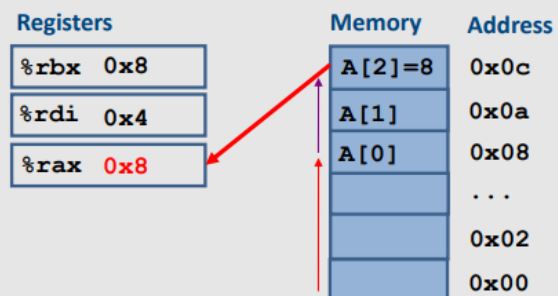 Registers Memory Address
%rbx 0x8 A[2]=8 0x0c
%rdi 0x4 A[1] 0x0a
%rax 0x8 A[0] 0x08
...
0x02
0x00